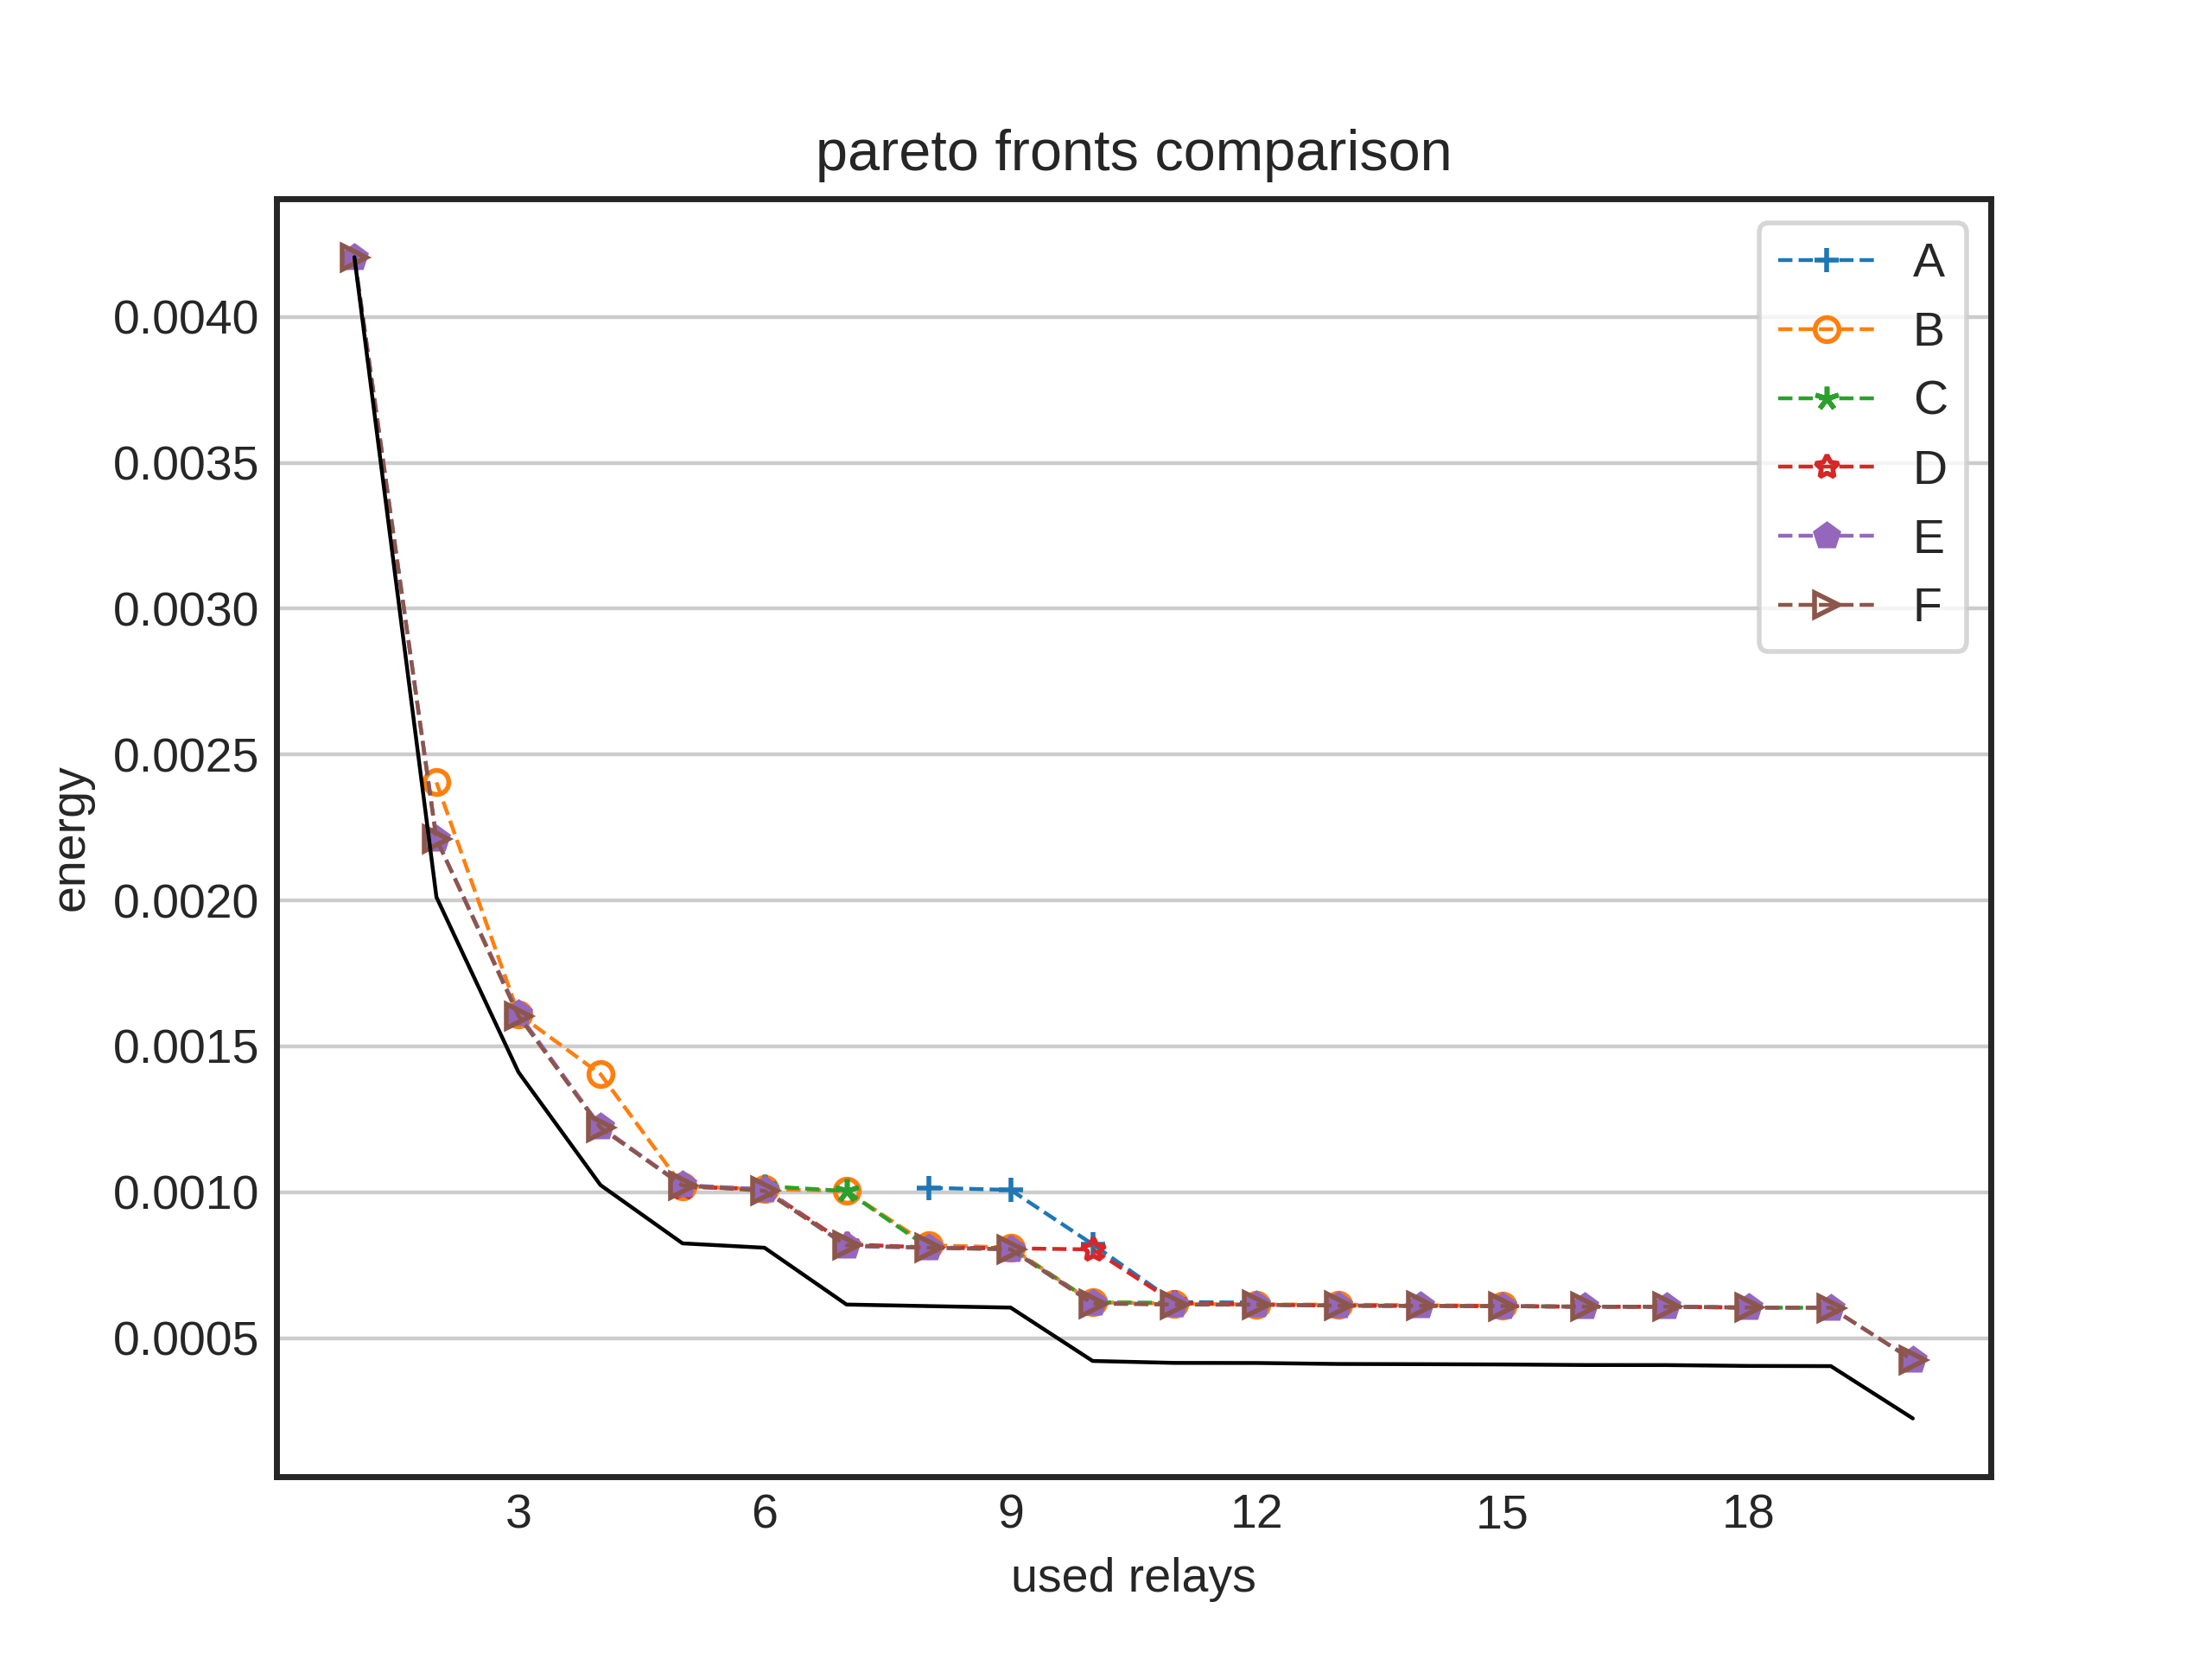 pareto fronts comparison
A
B
C
D
E
F
0.0040
0.0035
0.0030
0.0025
0.0020
0.0015
0.0010
0.0005
energy
3 6 9 12 15 18
used relays